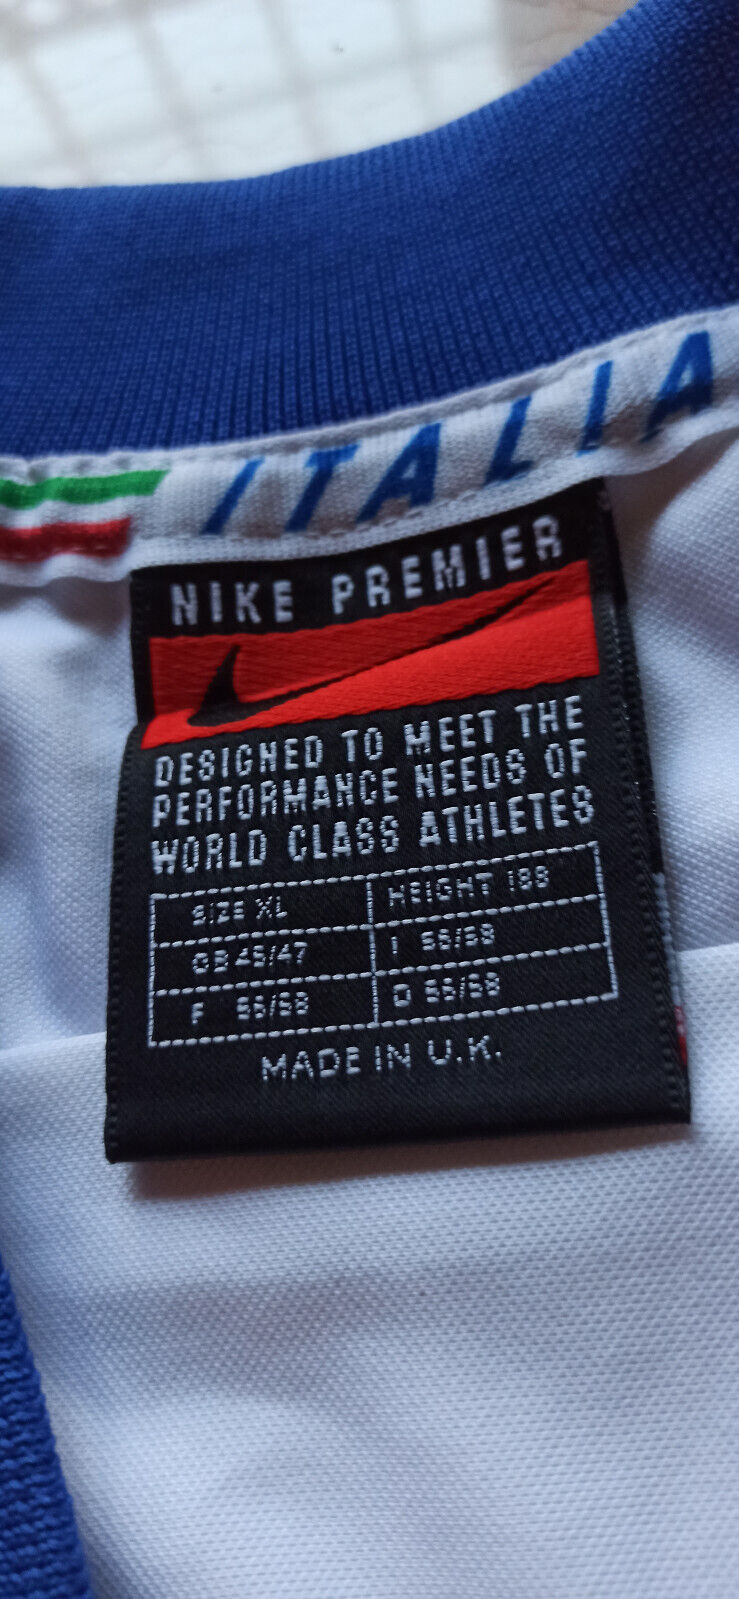 ITALIA
NIKE PREMIER
DESIGNED TO MEET THE
PERFORMANCE NEEDS OF
WORLD CLASS ATHLETES
SIZE XL HEIGHT 188
GB 45/47 I 56/58
F 56/58 D 56/58
MADE IN U.K.